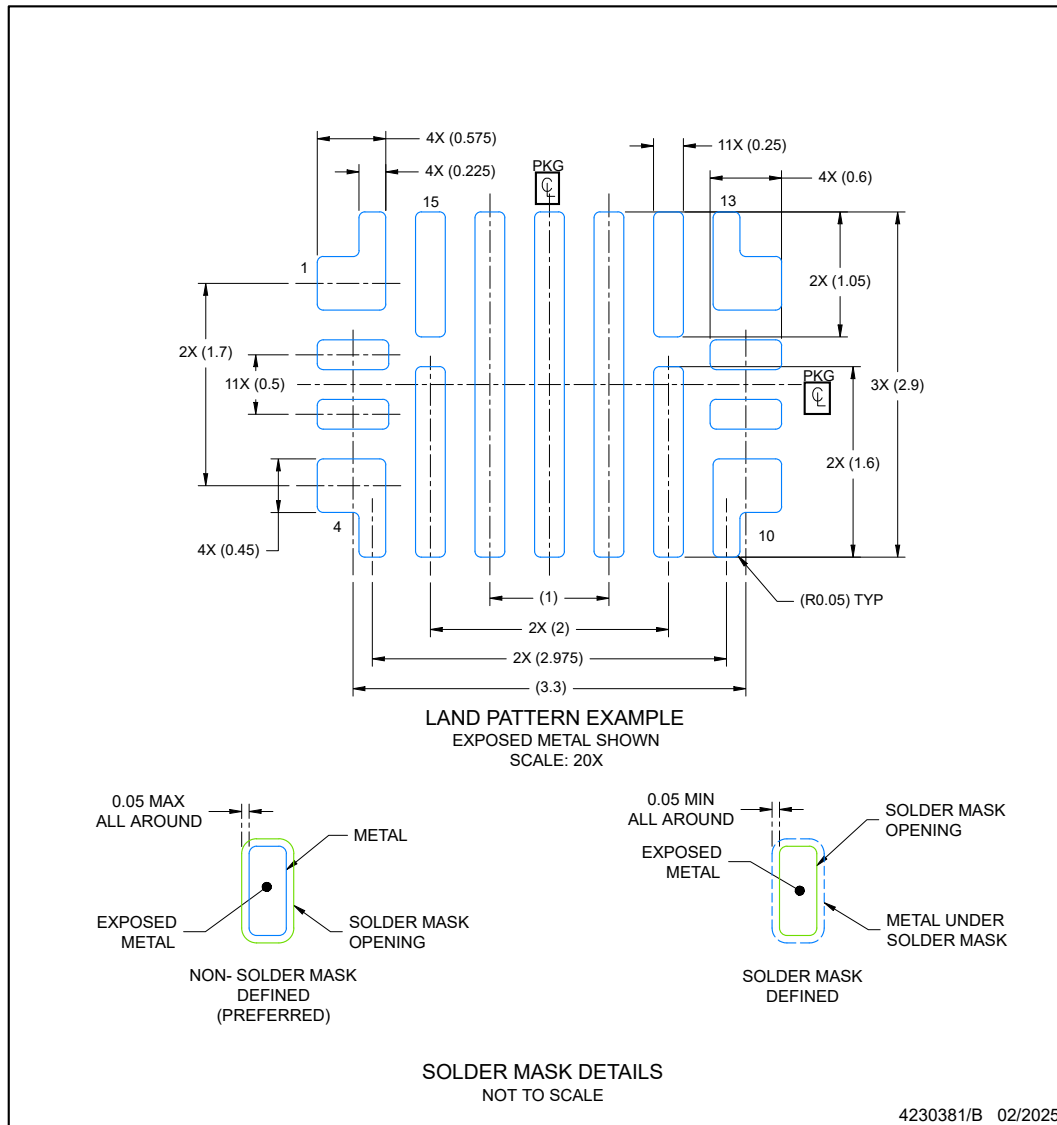 4X (0.575)
4X (0.225)
PKG
CL
11X (0.25)
4X (0.6)
15
13
1
2X (1.05)
2X (1.7)
11X (0.5)
PKG
CL
3X (2.9)
2X (1.6)
4
10
4X (0.45)
(R0.05) TYP
(1)
2X (2)
2X (2.975)
(3.3)
LAND PATTERN EXAMPLE
EXPOSED METAL SHOWN
SCALE: 20X
0.05 MAX
ALL AROUND
METAL
EXPOSED
METAL
SOLDER MASK
OPENING
NON- SOLDER MASK
DEFINED
(PREFERRED)
0.05 MIN
ALL AROUND
SOLDER MASK
OPENING
EXPOSED
METAL
METAL UNDER
SOLDER MASK
SOLDER MASK
DEFINED
SOLDER MASK DETAILS
NOT TO SCALE
4230381/B 02/2025